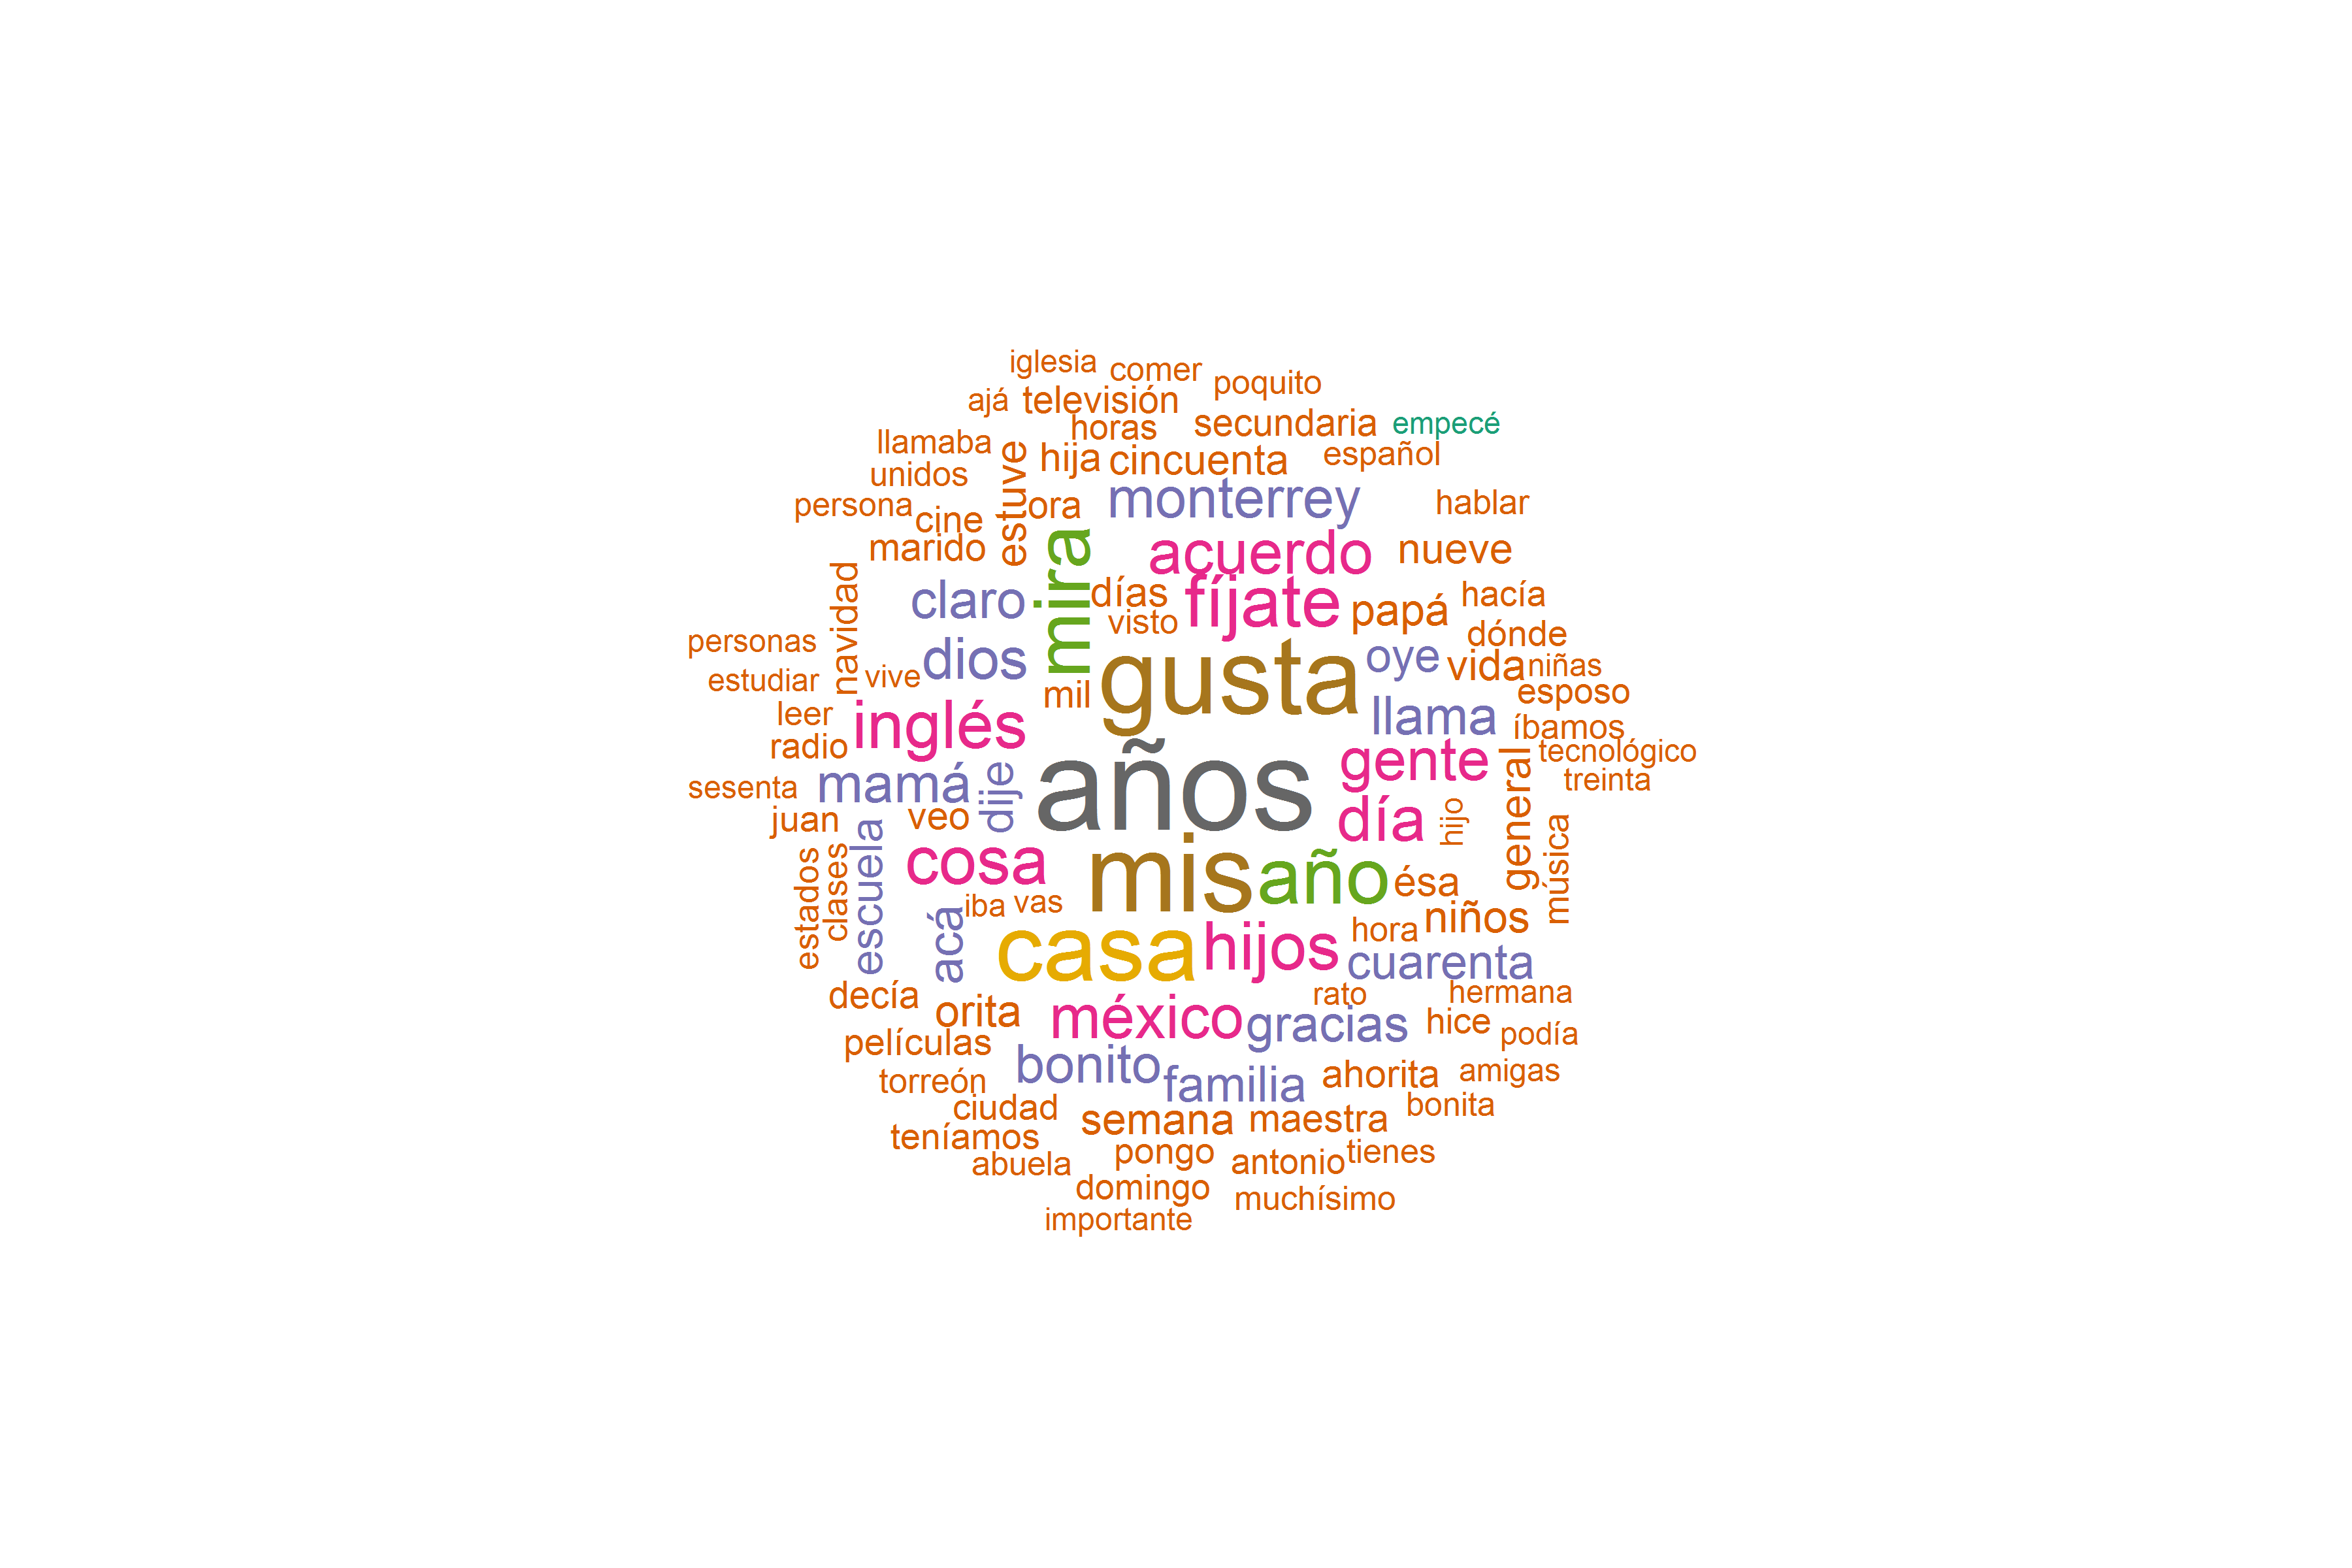 iglesia
comer
poquito
ajá
televisión
horas
secundaria
empecé
llamaba
unidos
estuve
hija
cincuenta
español
persona
cine
ora
monterrey
hablar
marido
mira
acuerdo
nueve
navidad
claro
días
fíjate
papá
hacía
visto
personas
dónde
estudiar
vive
dios
mil
gusta
oye
vida
niñas
esposo
leer
radio
inglés
llama
íbamos
gente
tecnológico
treinta
sesenta
mamá
dije
años
día
hijo
general
música
juan
veo
escuela
estados
clases
cosa
mis
año
ésa
acá
iba
vas
casa
hijos
hora
niños
cuarenta
decía
orita
méxico
gracias
rato
hermana
hice
podía
películas
torreón
bonito
familia
ahorita
amigas
ciudad
semana
maestra
bonita
teníamos
abuela
pongo
antonio
tienes
domingo
muchísimo
importante